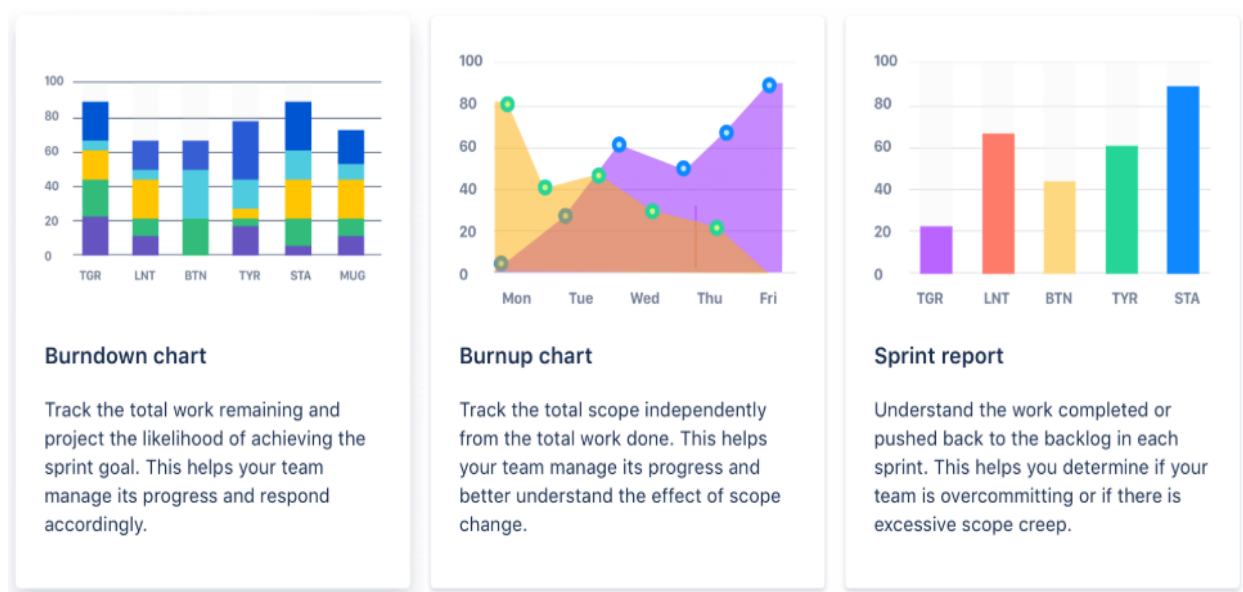 100
80
60
40
20
0
TGR LNT BTN TYR STA MUG
Burndown chart
Track the total work remaining and
project the likelihood of achieving the
sprint goal. This helps your team
manage its progress and respond
accordingly.
100
80
60
40
20
0
Mon Tue Wed Thu Fri
Burnup chart
Track the total scope independently
from the total work done. This helps
your team manage its progress and
better understand the effect of scope
change.
100
80
60
40
20
0
TGR LNT BTN TYR STA
Sprint report
Understand the work completed or
pushed back to the backlog in each
sprint. This helps you determine if your
team is overcommitting or if there is
excessive scope creep.